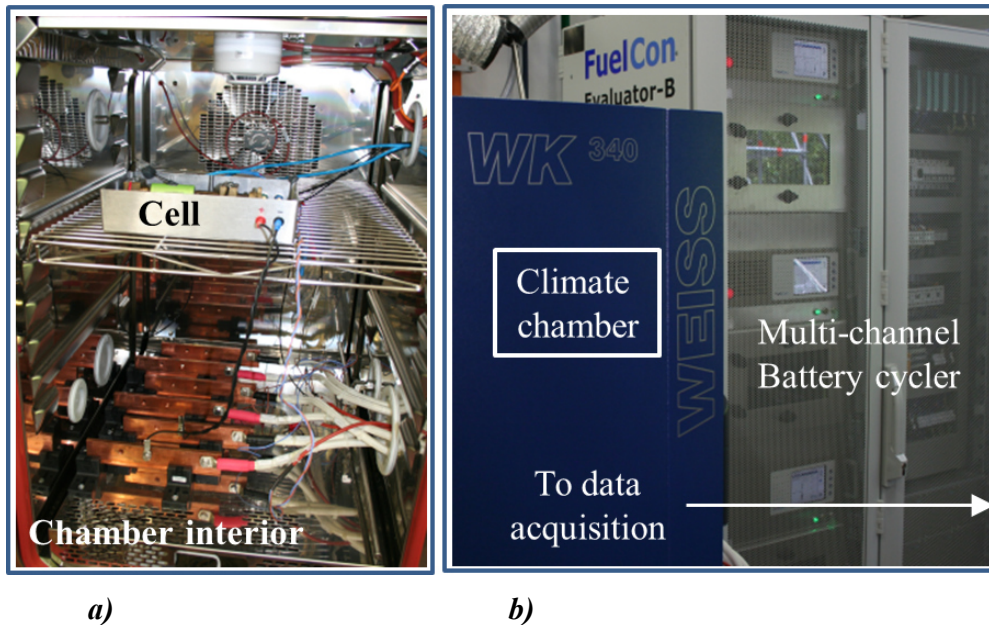 Cell
Chamber interior
FuelCon
Evaluator-B
WK 340
WEISS
Climate
chamber
Multi-channel
Battery cycler
To data
acquisition
a)
b)